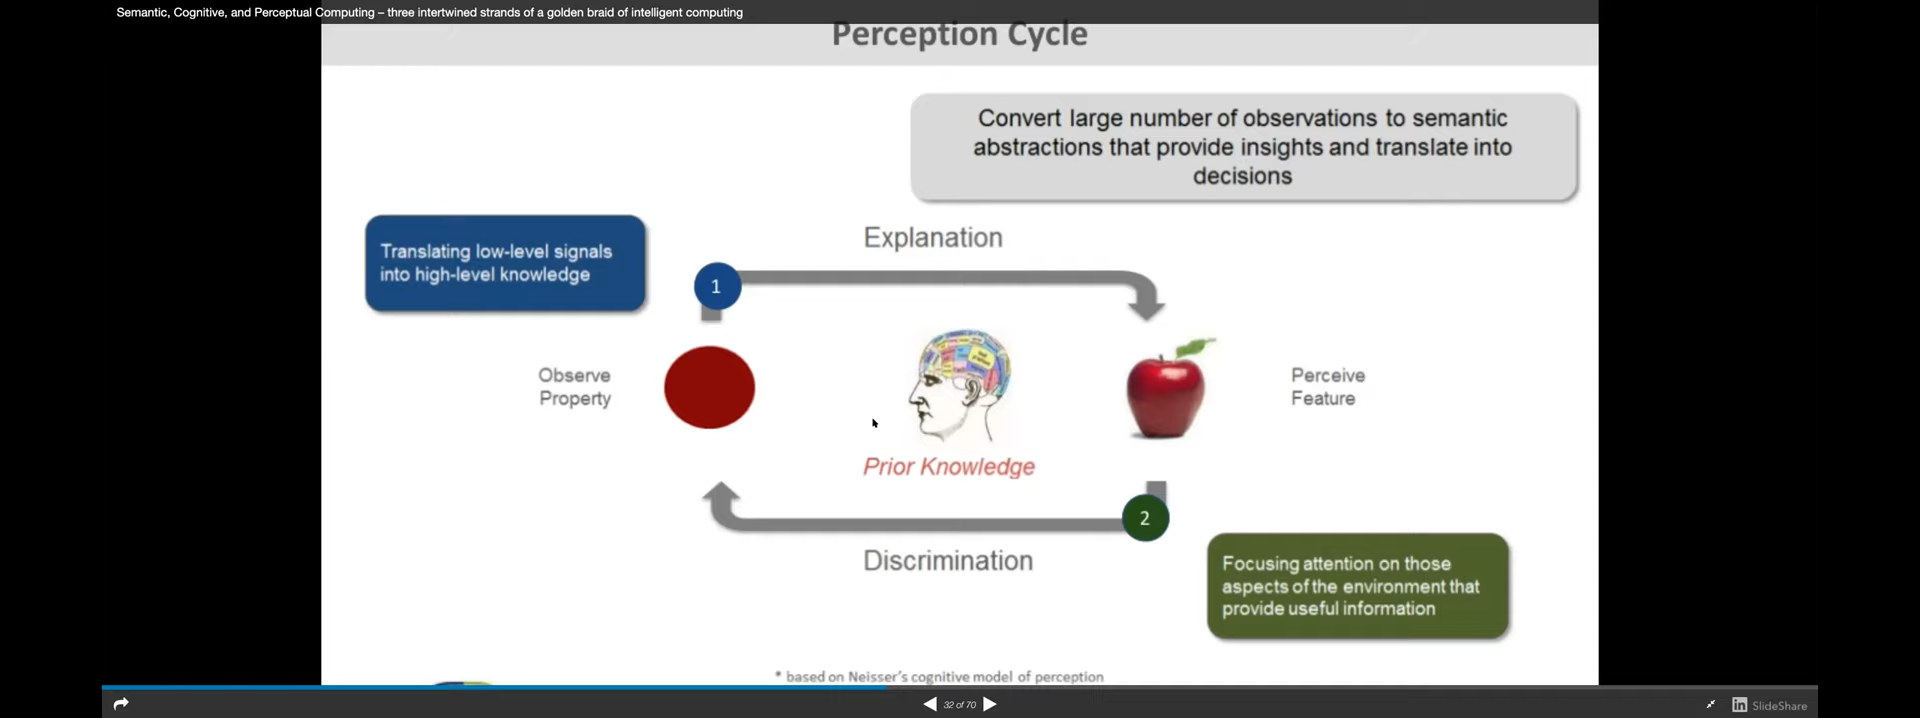 Semantic, Cognitive, and Perceptual Computing – three intertwined strands of a golden braid of intelligent computing
Perception Cycle
Convert large number of observations to semantic
abstractions that provide insights and translate into
decisions
Translating low-level signals
into high-level knowledge
Explanation
1
Observe
Property
Perceive
Feature
Prior Knowledge
2
Discrimination
Focusing attention on those
aspects of the environment that
provide useful information
* based on Neisser's cognitive model of perception
32 of 70
in SlideShare